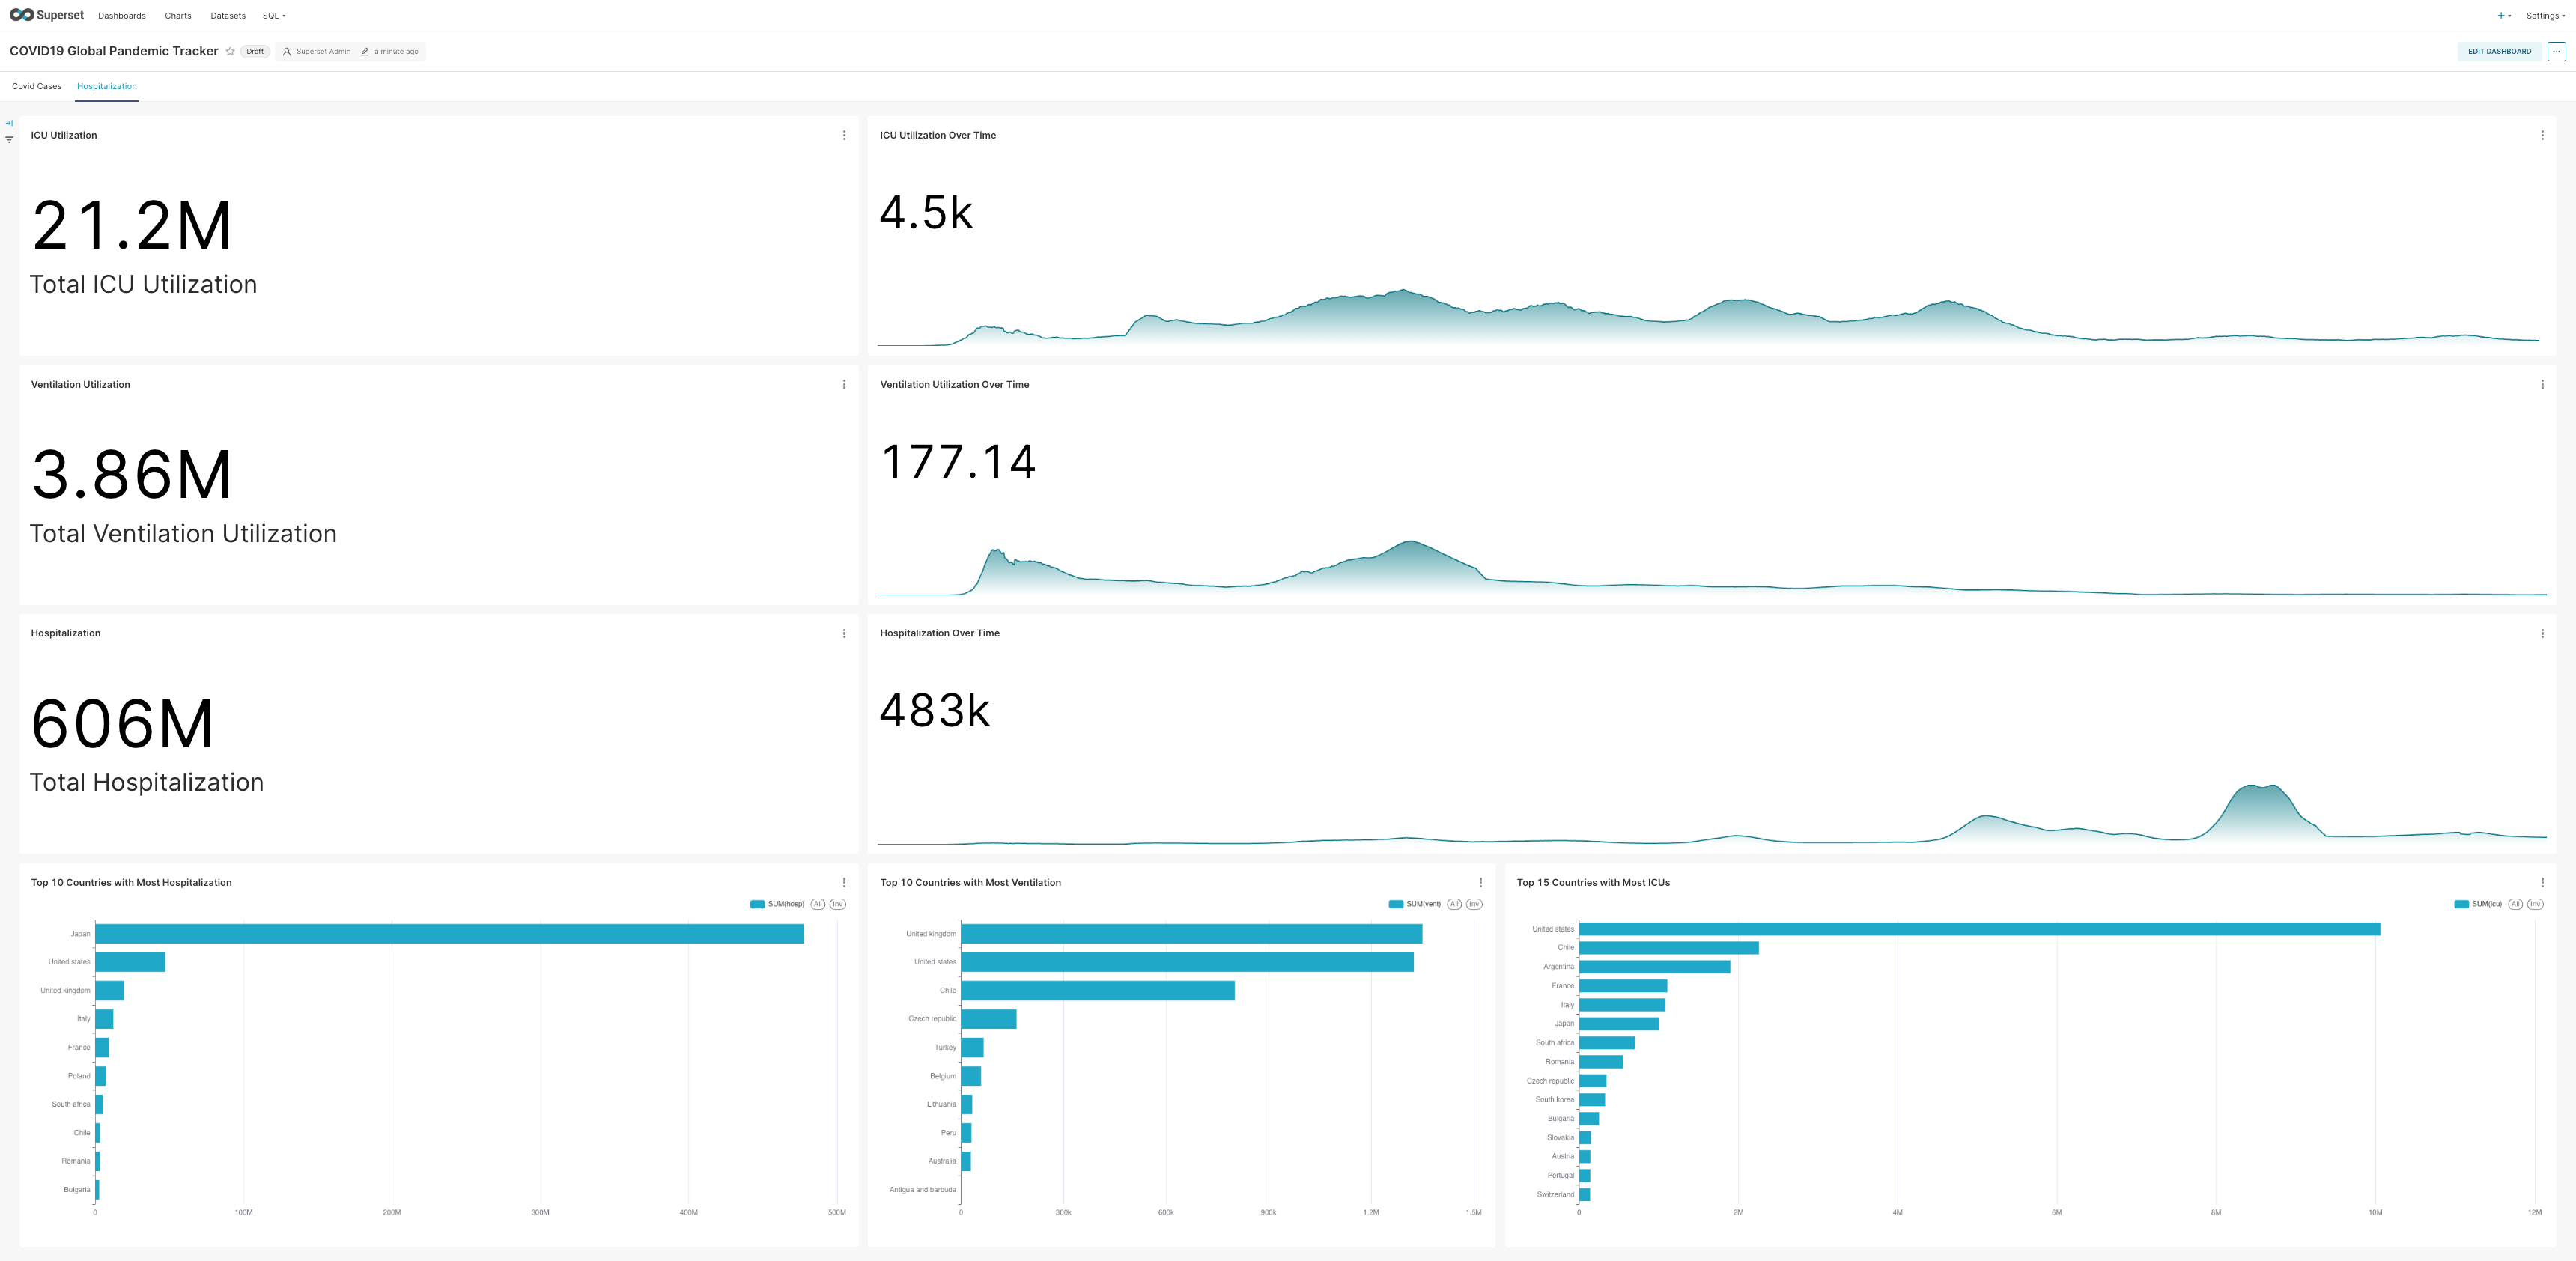 Superset Dashboards Charts Datasets SQL Settings
COVID19 Global Pandemic Tracker Draft Superset Admin a minute ago EDIT DASHBOARD
Covid Cases Hospitalization
ICU Utilization
21.2M
Total ICU Utilization
ICU Utilization Over Time
4.5k
Ventilation Utilization
3.86M
Total Ventilation Utilization
Ventilation Utilization Over Time
177.14
Hospitalization
606M
Total Hospitalization
Hospitalization Over Time
483k
Top 10 Countries with Most Hospitalization
SUM(hosp) All Inv
Japan
United states
United kingdom
Italy
France
Poland
South africa
Chile
Romania
Bulgaria
0 100M 200M 300M 400M 500M
Top 10 Countries with Most Ventilation
SUM(vent) All Inv
United kingdom
United states
Chile
Czech republic
Turkey
Belgium
Lithuania
Peru
Australia
Antigua and barbuda
0 300k 600k 900k 1.2M 1.5M
Top 15 Countries with Most ICUs
SUM(icu) All Inv
United states
Chile
Argentina
France
Italy
Japan
South africa
Romania
Czech republic
South korea
Bulgaria
Slovakia
Austria
Portugal
Switzerland
0 2M 4M 6M 8M 10M 12M